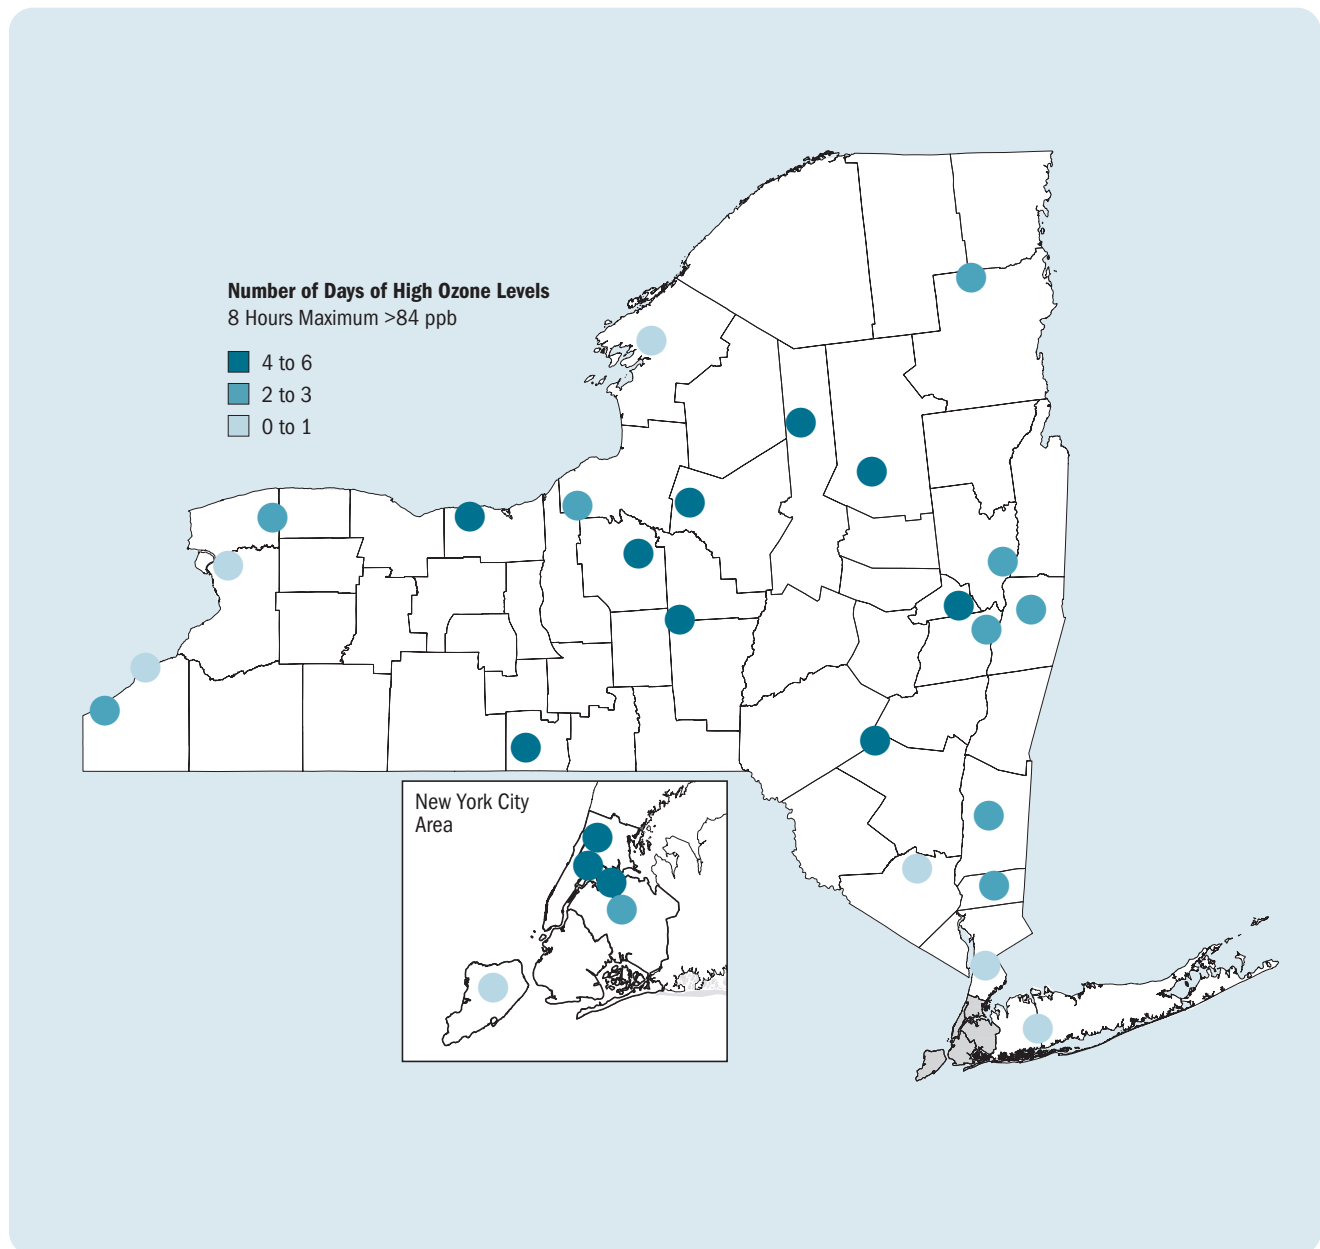 Number of Days of High Ozone Levels
8 Hours Maximum >84 ppb
4 to 6
2 to 3
0 to 1
New York City
Area